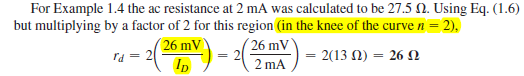 For Example 1.4 the ac resistance at 2 mA was calculated to be 27.5 Ω. Using Eq. (1.6)
but multiplying by a factor of 2 for this region (in the knee of the curve n = 2),
r_d = 2(26 mV / I_D) = 2(26 mV / 2 mA) = 2(13 Ω) = 26 Ω